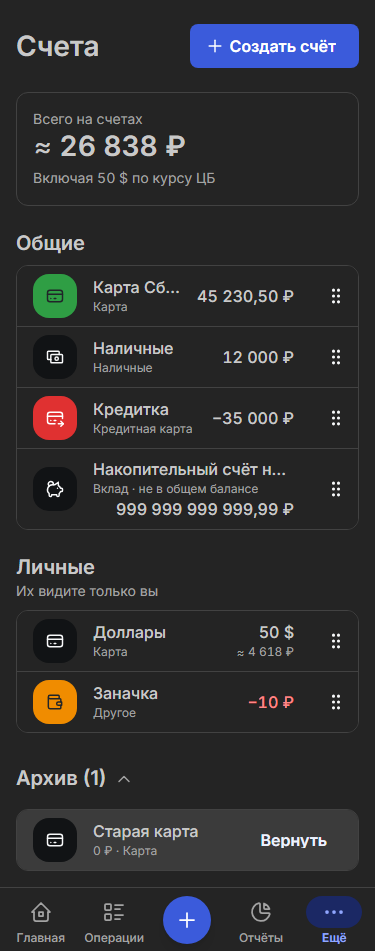 Счета
Создать счёт
Всего на счетах
≈ 26 838 ₽
Включая 50 $ по курсу ЦБ
Общие
Карта Сб... 45 230,50 ₽
Карта
Наличные 12 000 ₽
Наличные
Кредитка −35 000 ₽
Кредитная карта
Накопительный счёт н...
Вклад · не в общем балансе
999 999 999 999,99 ₽
Личные
Их видите только вы
Доллары 50 $
Карта ≈ 4 618 ₽
Заначка −10 ₽
Другое
Архив (1)
Старая карта Вернуть
0 ₽ · Карта
Главная Операции Отчёты Ещё